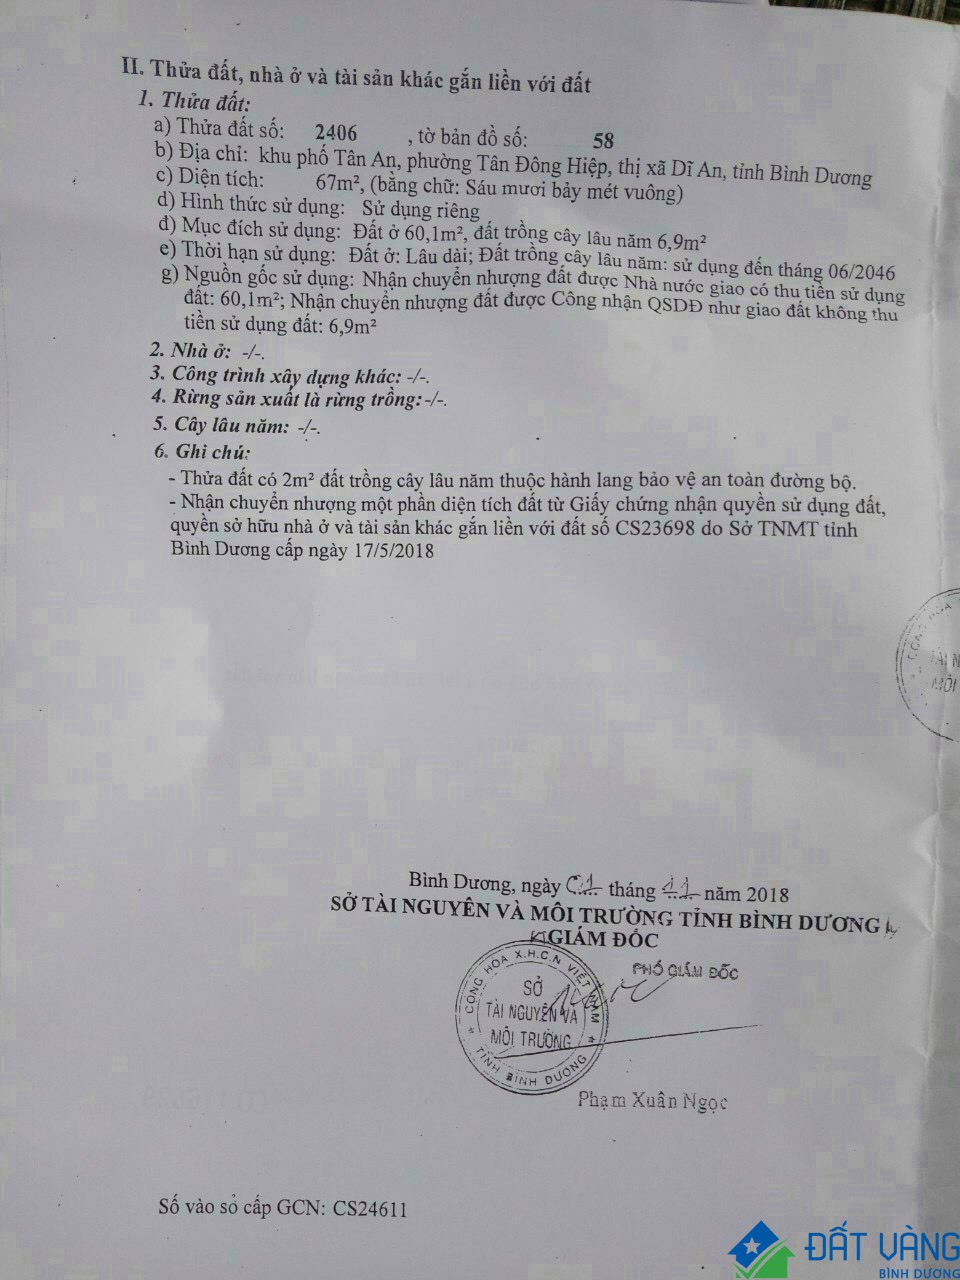 II. Thửa đất, nhà ở và tài sản khác gắn liền với đất
1. Thửa đất:
a) Thửa đất số: 2406 , tờ bản đồ số: 58
b) Địa chỉ: khu phố Tân An, phường Tân Đông Hiệp, thị xã Dĩ An, tỉnh Bình Dương
c) Diện tích: 67m², (bằng chữ: Sáu mươi bảy mét vuông)
d) Hình thức sử dụng: Sử dụng riêng
đ) Mục đích sử dụng: Đất ở 60,1m², đất trồng cây lâu năm 6,9m²
e) Thời hạn sử dụng: Đất ở: Lâu dài; Đất trồng cây lâu năm: sử dụng đến tháng 06/2046
g) Nguồn gốc sử dụng: Nhận chuyển nhượng đất được Nhà nước giao có thu tiền sử dụng
đất: 60,1m²; Nhận chuyển nhượng đất được Công nhận QSDĐ như giao đất không thu
tiền sử dụng đất: 6,9m²
2. Nhà ở: -/-.
3. Công trình xây dựng khác: -/-.
4. Rừng sản xuất là rừng trồng: -/-.
5. Cây lâu năm: -/-.
6. Ghi chú:
- Thửa đất có 2m² đất trồng cây lâu năm thuộc hành lang bảo vệ an toàn đường bộ.
- Nhận chuyển nhượng một phần diện tích đất từ Giấy chứng nhận quyền sử dụng đất,
quyền sở hữu nhà ở và tài sản khác gắn liền với đất số CS23698 do Sở TNMT tỉnh
Bình Dương cấp ngày 17/5/2018
CỘNG HÒA
TÀI N
MÔI
Bình Dương, ngày 01 tháng 11 năm 2018
SỞ TÀI NGUYÊN VÀ MÔI TRƯỜNG TỈNH BÌNH DƯƠNG
KT GIÁM ĐỐC
PHÓ GIÁM ĐỐC
CỘNG HÒA X.H.C.N VIỆT NAM
SỞ
TÀI NGUYÊN VÀ
MÔI TRƯỜNG
TỈNH BÌNH DƯƠNG
Phạm Xuân Ngọc
Số vào sổ cấp GCN: CS24611
ĐẤT VÀNG
BÌNH DƯƠNG